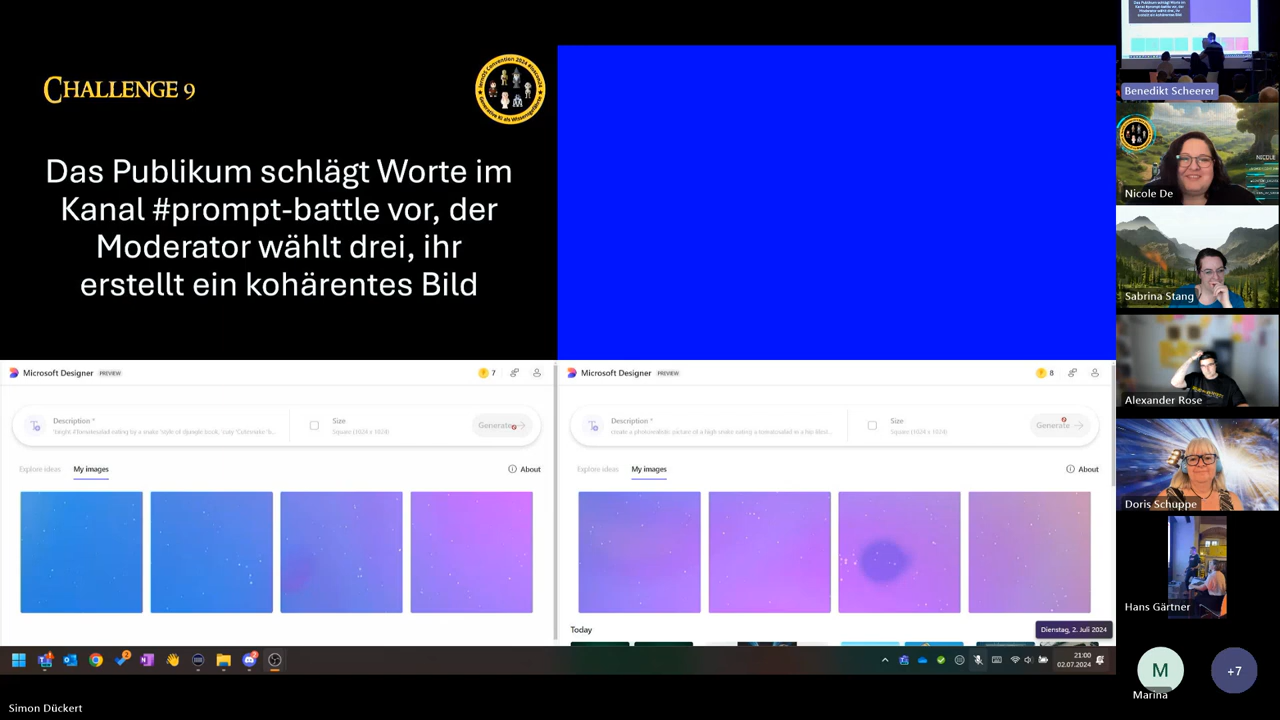 CHALLENGE 9
Das Publikum schlägt Worte im
Kanal #prompt-battle vor, der
Moderator wählt drei, ihr
erstellt ein kohärentes Bild
Microsoft Designer PREVIEW
7
Description *
Size
Square (1024 x 1024)
Generate
Explore ideas
My images
About
Microsoft Designer PREVIEW
8
Description *
Size
Square (1024 x 1024)
Generate
Explore ideas
My images
About
Today
Dienstag, 2. Juli 2024
21:00
02.07.2024
Simon Dückert
Benedikt Scheerer
NICOLE
Nicole De
Sabrina Stang
Alexander Rose
Doris Schuppe
Hans Gärtner
M
Marina
+7